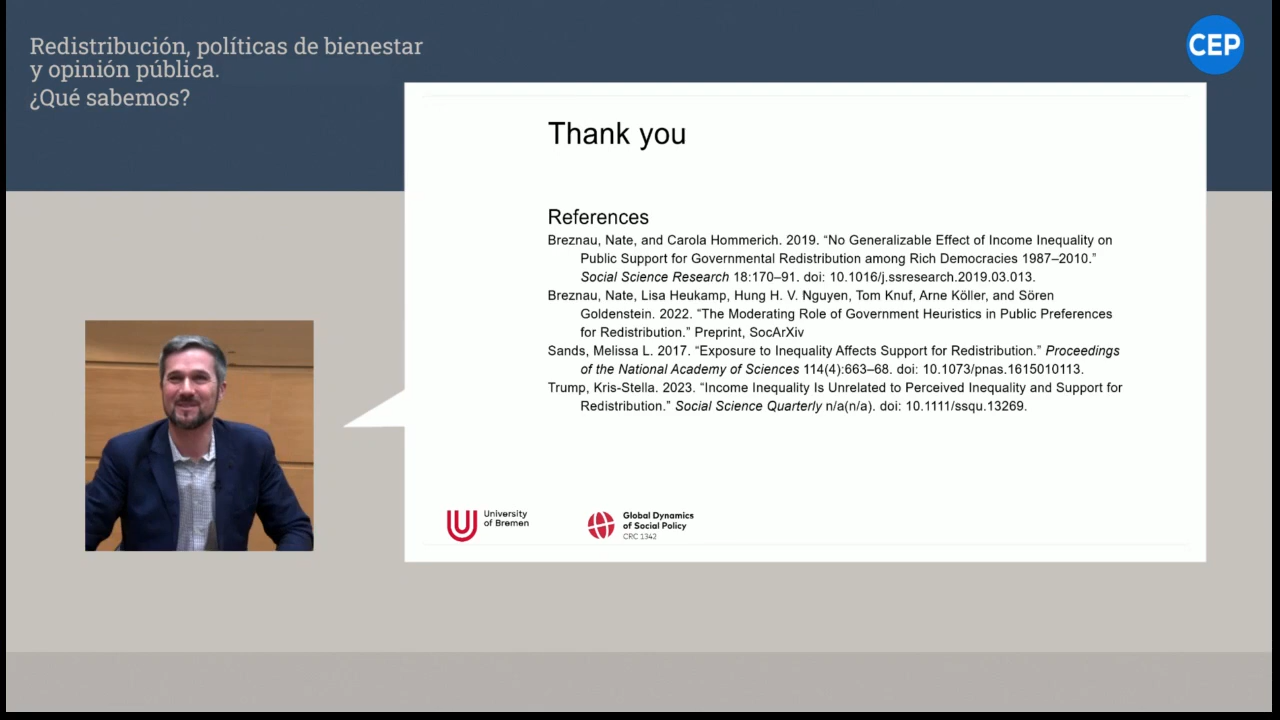 Redistribución, políticas de bienestar
y opinión pública.
¿Qué sabemos?
CEP
Thank you
References
Breznau, Nate, and Carola Hommerich. 2019. “No Generalizable Effect of Income Inequality on
Public Support for Governmental Redistribution among Rich Democracies 1987–2010.”
Social Science Research 18:170–91. doi: 10.1016/j.ssresearch.2019.03.013.
Breznau, Nate, Lisa Heukamp, Hung H. V. Nguyen, Tom Knuf, Arne Köller, and Sören
Goldenstein. 2022. “The Moderating Role of Government Heuristics in Public Preferences
for Redistribution.” Preprint, SocArXiv
Sands, Melissa L. 2017. “Exposure to Inequality Affects Support for Redistribution.” Proceedings
of the National Academy of Sciences 114(4):663–68. doi: 10.1073/pnas.1615010113.
Trump, Kris-Stella. 2023. “Income Inequality Is Unrelated to Perceived Inequality and Support for
Redistribution.” Social Science Quarterly n/a(n/a). doi: 10.1111/ssqu.13269.
University
of Bremen
Global Dynamics
of Social Policy
CRC 1342